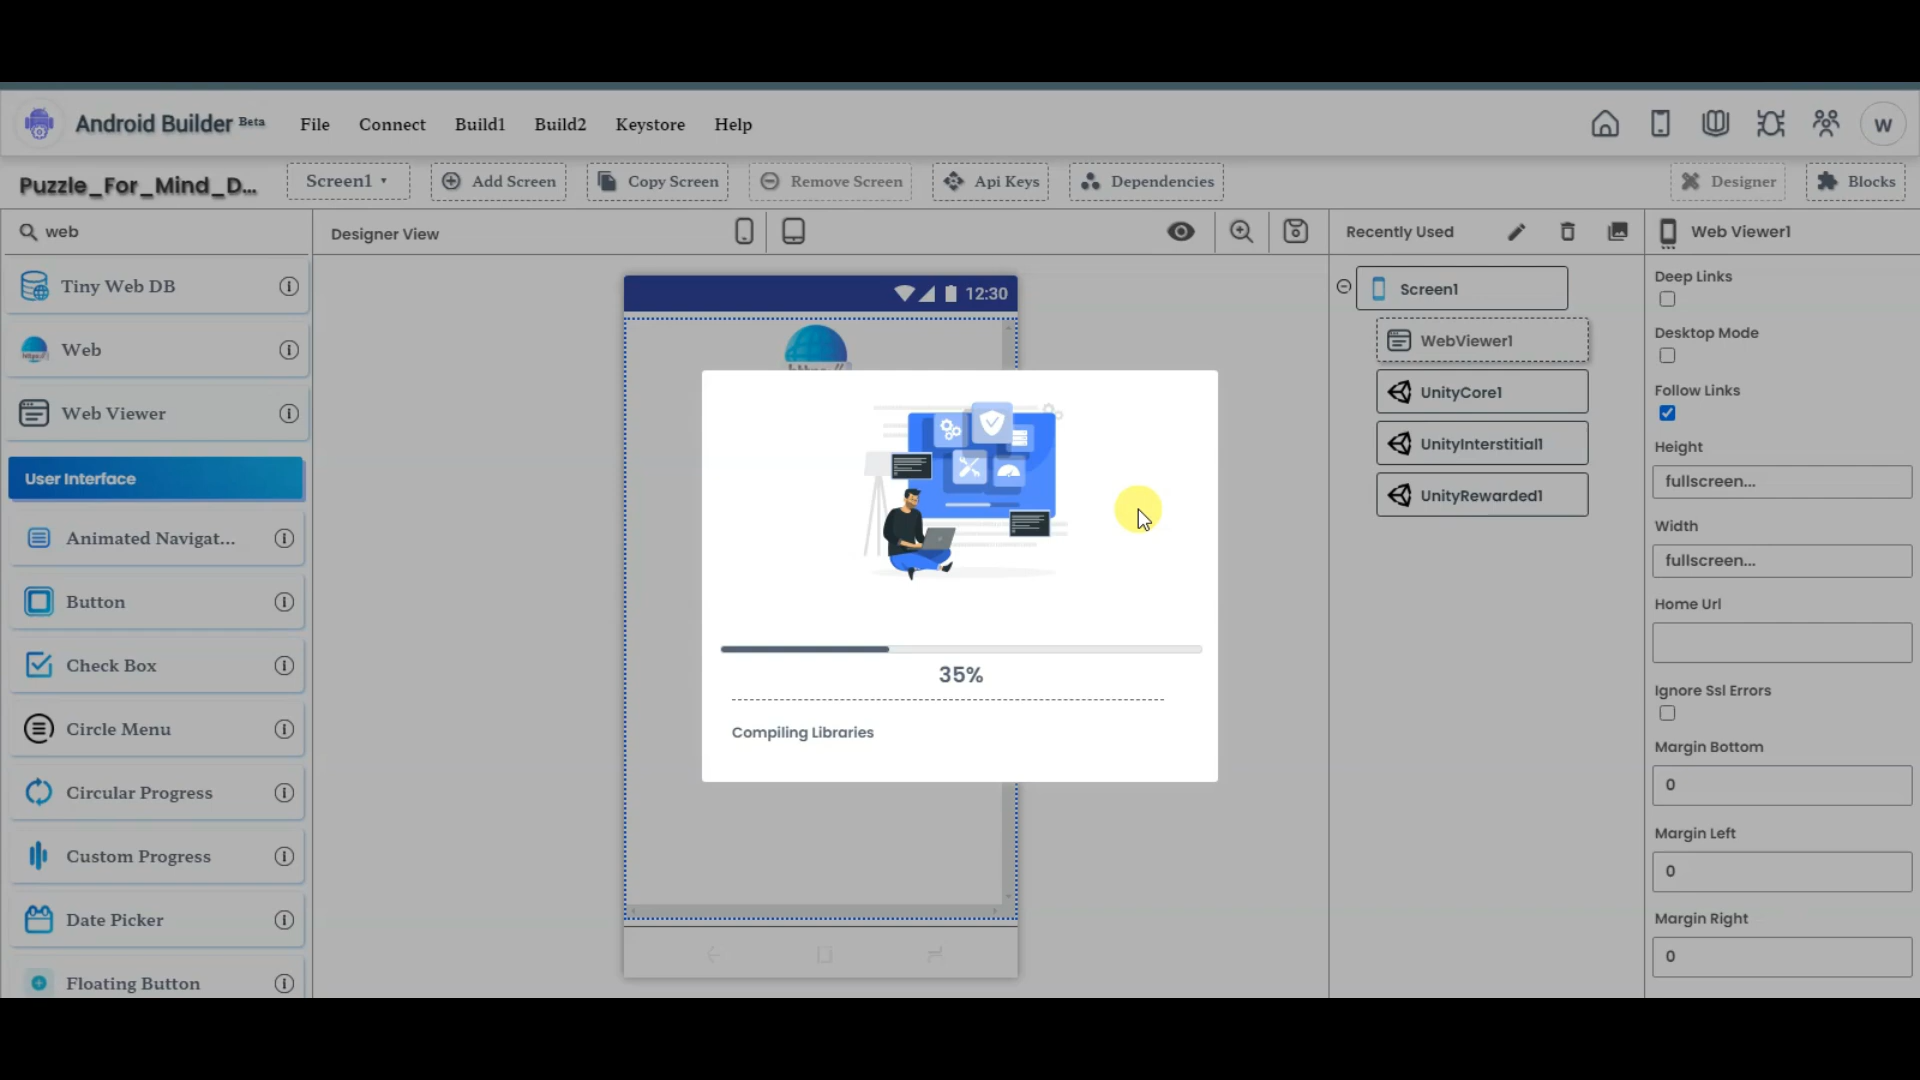 Android Builder Beta
File
Connect
Build1
Build2
Keystore
Help
W
Puzzle_For_Mind_D...
Screen1
Add Screen
Copy Screen
Remove Screen
Api Keys
Dependencies
Designer
Blocks
web
Designer View
Recently Used
Web Viewer1
Tiny Web DB
Web
Web Viewer
User Interface
Animated Navigat...
Button
Check Box
Circle Menu
Circular Progress
Custom Progress
Date Picker
Floating Button
12:30
35%
Compiling Libraries
Screen1
WebViewer1
UnityCore1
UnityInterstitial1
UnityRewarded1
Deep Links
Desktop Mode
Follow Links
Height
fullscreen...
Width
fullscreen...
Home Url
Ignore Ssl Errors
Margin Bottom
0
Margin Left
0
Margin Right
0